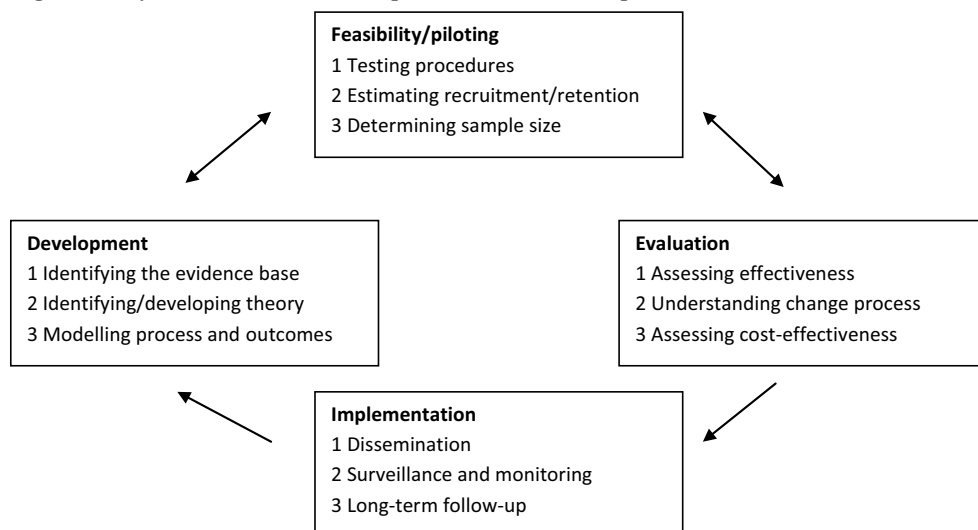 Feasibility/piloting
1 Testing procedures
2 Estimating recruitment/retention
3 Determining sample size
Development
1 Identifying the evidence base
2 Identifying/developing theory
3 Modelling process and outcomes
Evaluation
1 Assessing effectiveness
2 Understanding change process
3 Assessing cost-effectiveness
Implementation
1 Dissemination
2 Surveillance and monitoring
3 Long-term follow-up